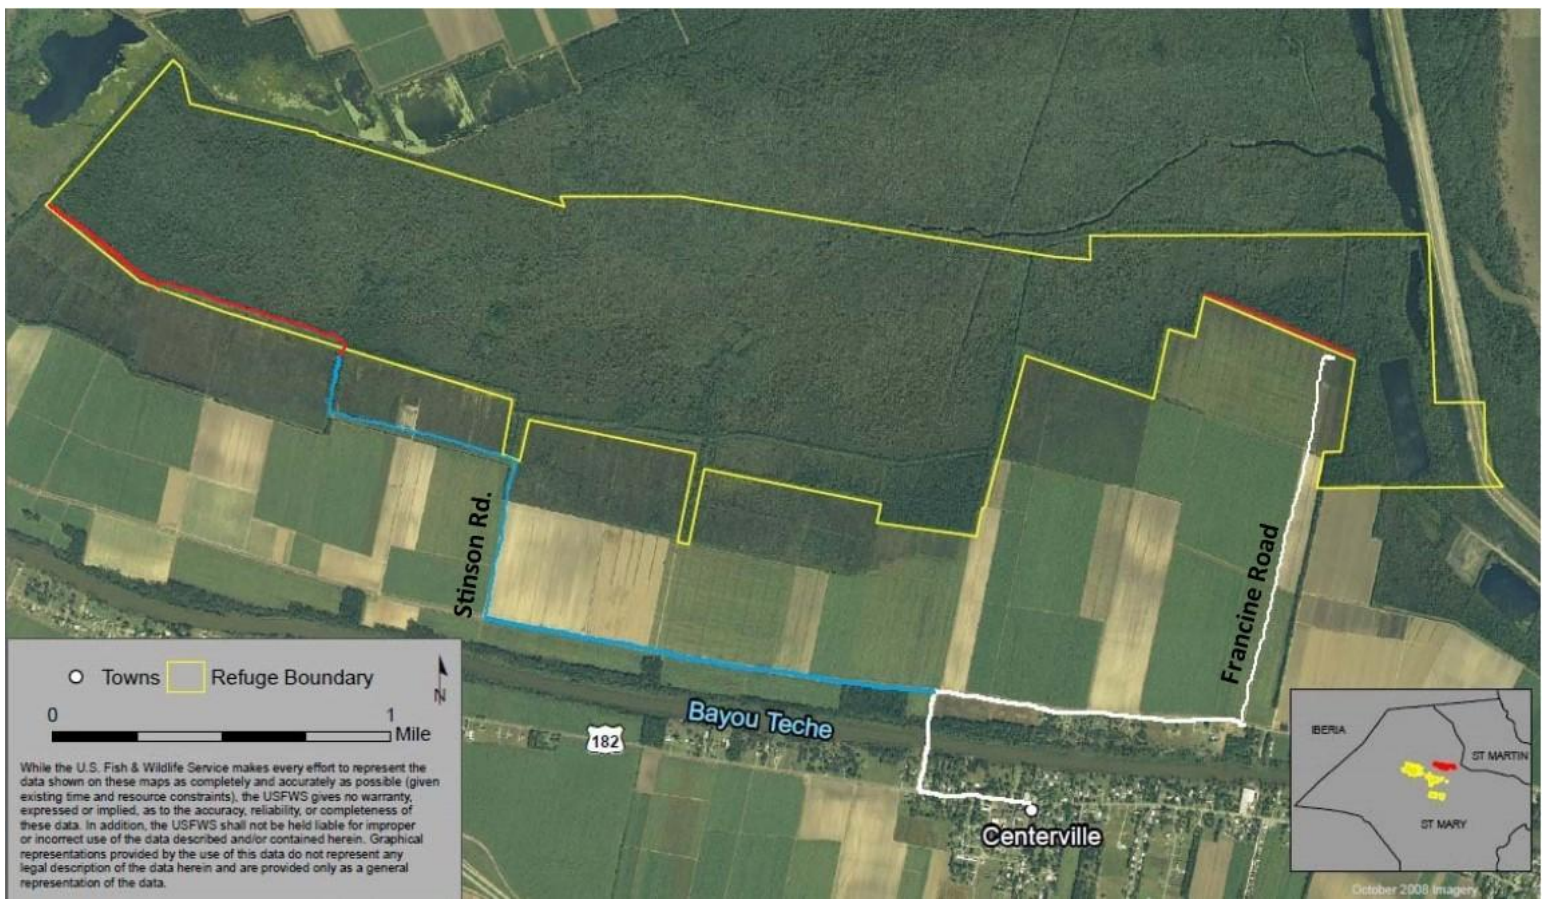 Stinson Rd.
Francine Road
Bayou Teche
182
Centerville
Towns
Refuge Boundary
N
0
1
Mile
While the U.S. Fish & Wildlife Service makes every effort to represent the
data shown on these maps as completely and accurately as possible (given
existing time and resource constraints), the USFWS gives no warranty,
expressed or implied, as to the accuracy, reliability, or completeness of
these data. In addition, the USFWS shall not be held liable for improper
or incorrect use of the data described and/or contained herein. Graphical
representations provided by the use of this data do not represent any
legal description of the data herein and are provided only as a general
representation of the data.
IBERIA
ST MARTIN
ST MARY
October 2008 Imagery